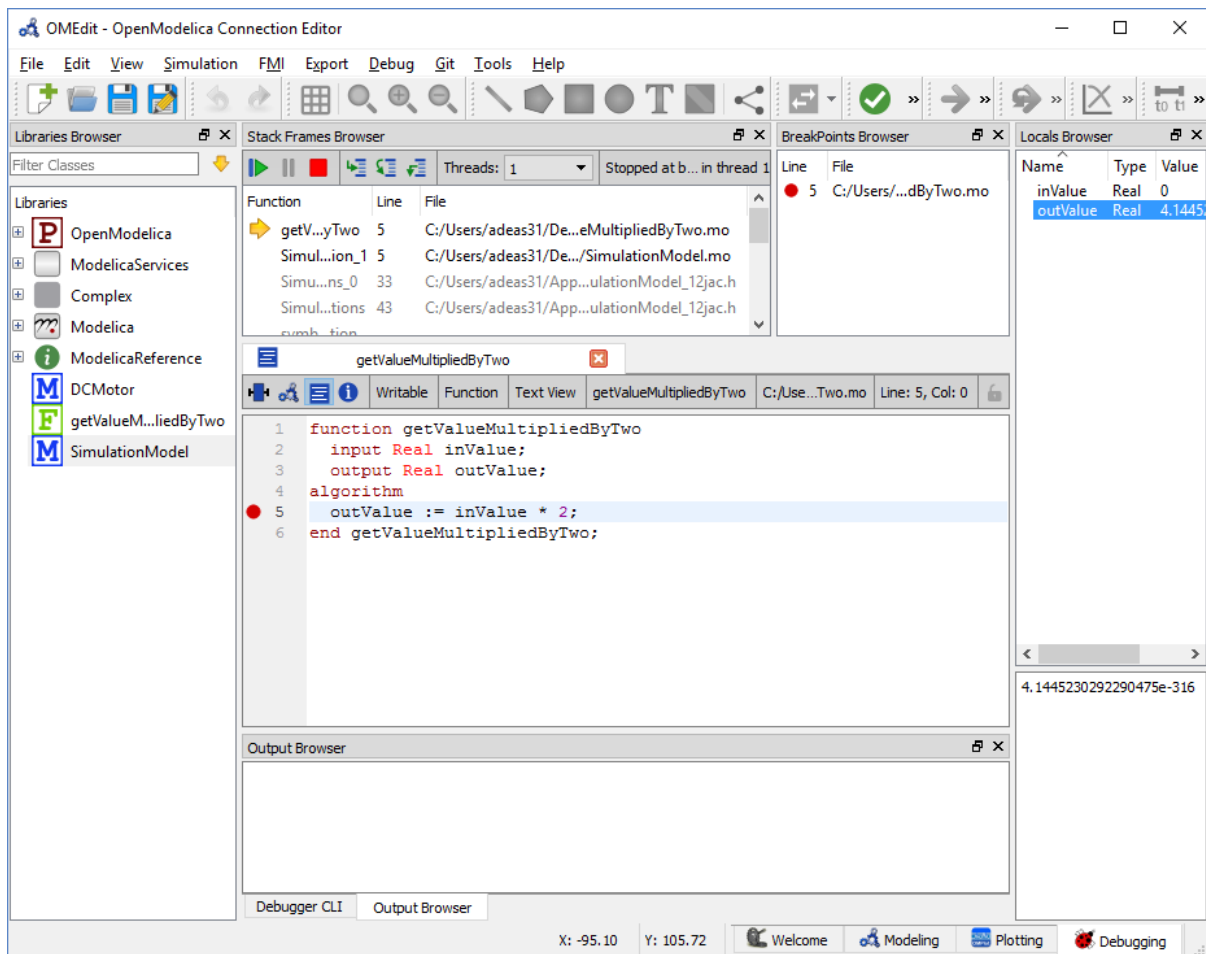 OMEdit - OpenModelica Connection Editor
File Edit View Simulation FMI Export Debug Git Tools Help
T » » » » t0 t1 »
Libraries Browser
Filter Classes
Libraries
P OpenModelica
ModelicaServices
Complex
Modelica
i ModelicaReference
M DCMotor
F getValueM...liedByTwo
M SimulationModel
Stack Frames Browser
Threads: 1 Stopped at b... in thread 1
Function Line File
getV...yTwo 5 C:/Users/adeas31/De...eMultipliedByTwo.mo
Simul...ion_1 5 C:/Users/adeas31/De.../SimulationModel.mo
Simul...ns_0 33 C:/Users/adeas31/App...ulationModel_12jac.h
Simul...tions 43 C:/Users/adeas31/App...ulationModel_12jac.h
symb...tion
BreakPoints Browser
Line File
5 C:/Users/...dByTwo.mo
Locals Browser
Name Type Value
inValue Real 0
outValue Real 4.1445
4.1445230292290475e-316
getValueMultipliedByTwo
Writable Function Text View getValueMultipliedByTwo C:/Use...Two.mo Line: 5, Col: 0
1 function getValueMultipliedByTwo
2 input Real inValue;
3 output Real outValue;
4 algorithm
5 outValue := inValue * 2;
6 end getValueMultipliedByTwo;
Output Browser
Debugger CLI Output Browser
X: -95.10 Y: 105.72 Welcome Modeling Plotting Debugging